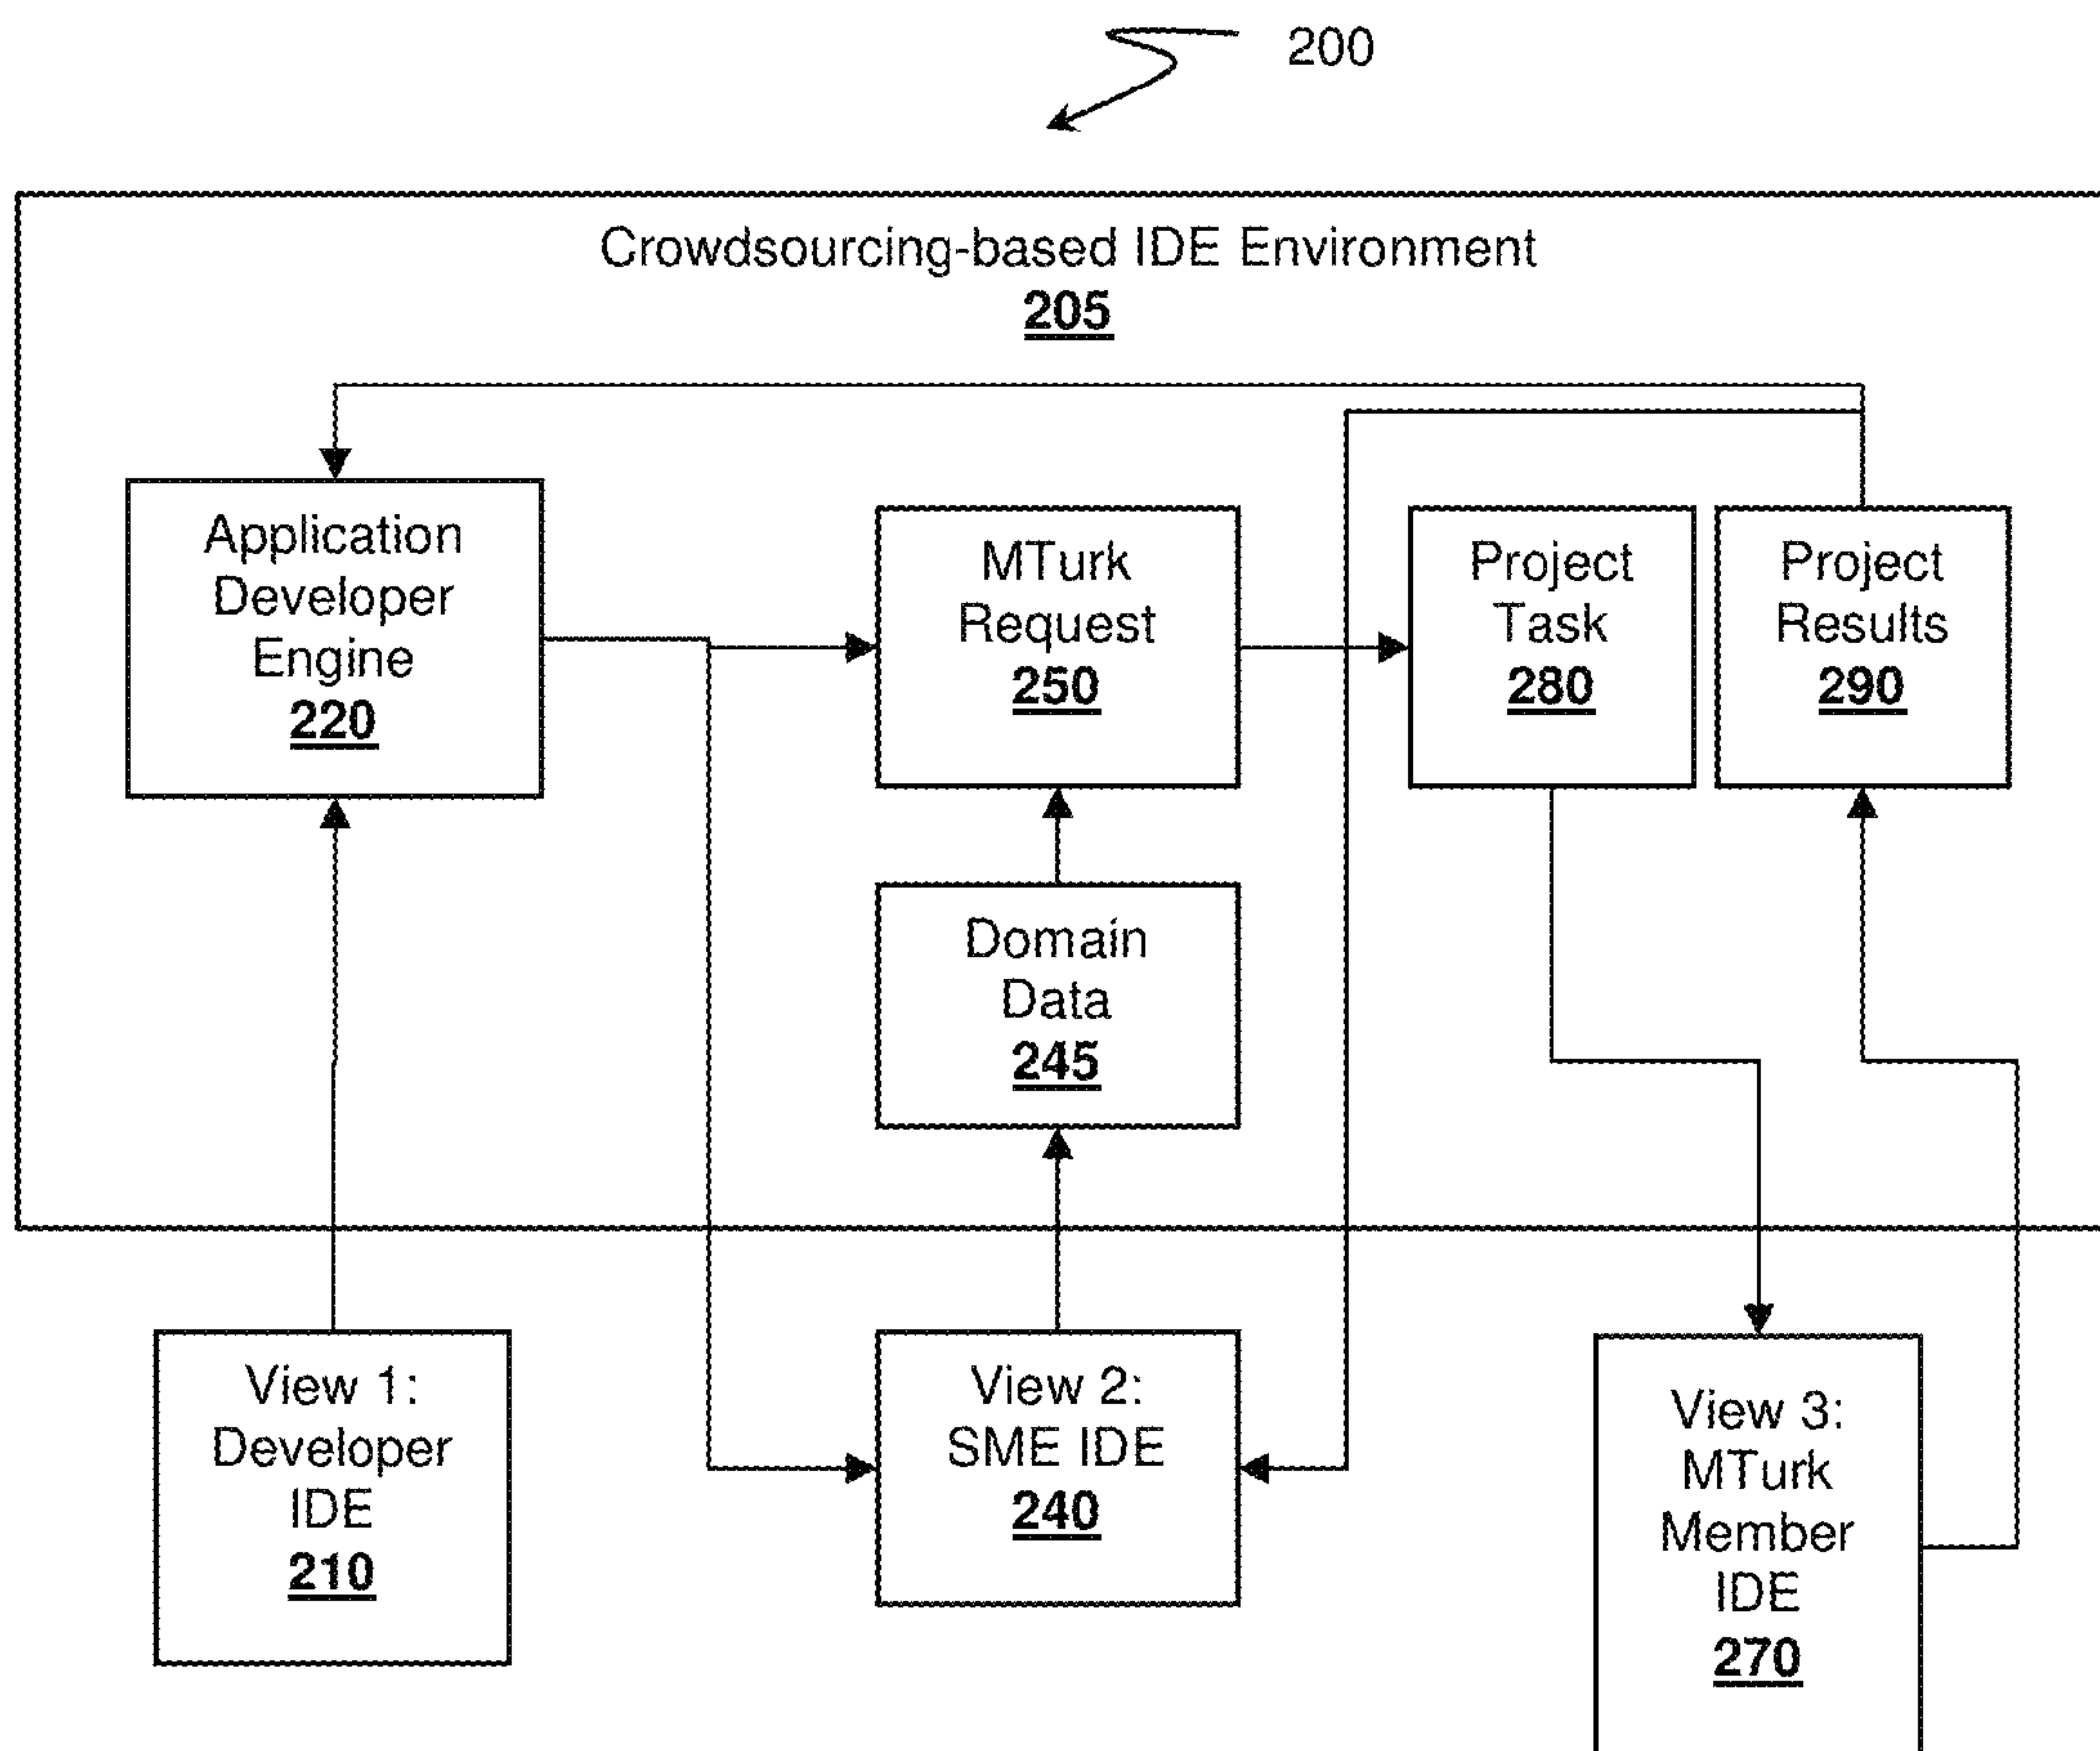 200
Crowdsourcing-based IDE Environment
205
Application
Developer
Engine
220
MTurk
Request
250
Project
Task
280
Project
Results
290
Domain
Data
245
View 1:
Developer
IDE
210
View 2:
SME IDE
240
View 3:
MTurk
Member
IDE
270